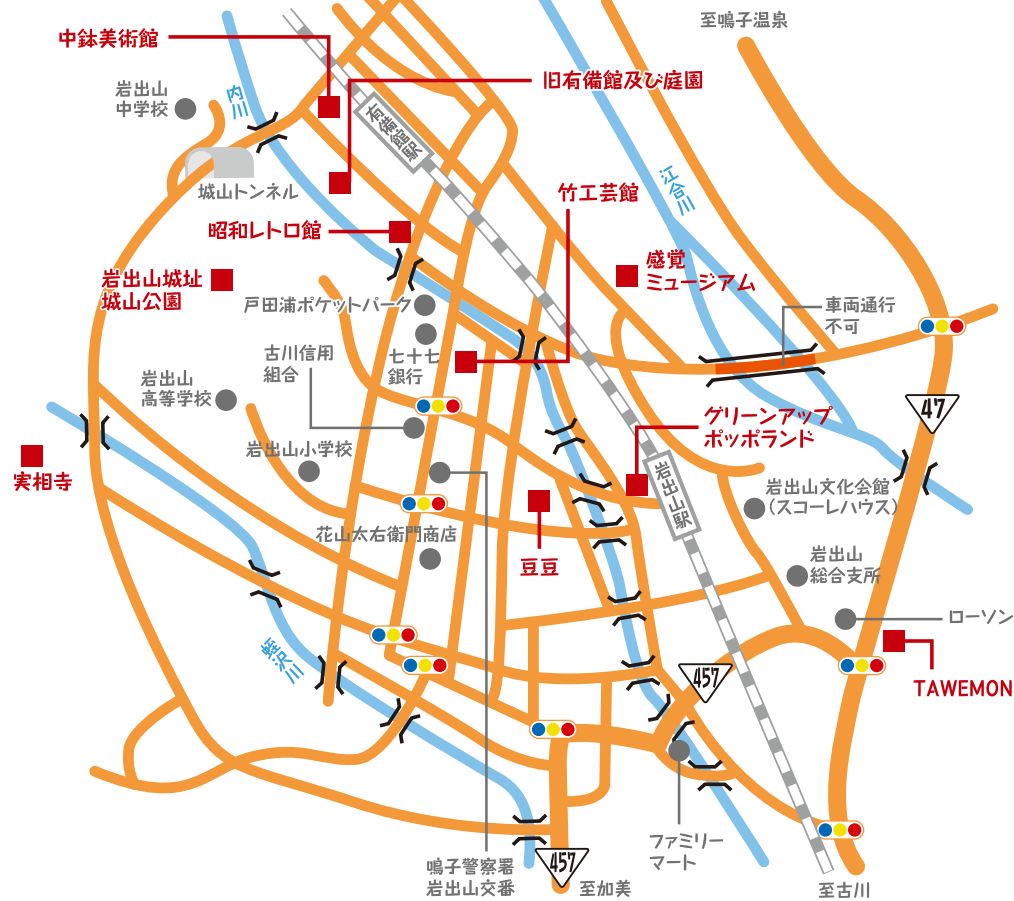 至鳴子温泉
中鉢美術館
旧有備館及び庭園
岩出山
中学校
内川
有備館駅
城山トンネル
竹工芸館
江合川
昭和レトロ館
感覚
ミュージアム
岩出山城址
城山公園
戸田浦ポケットパーク
車両通行
不可
古川信用
組合
七十七
銀行
岩出山
高等学校
47
グリーンアップ
ポッポランド
岩出山小学校
実相寺
岩出山駅
岩出山文化会館
(スコーレハウス)
花山太右衛門商店
豆豆
岩出山
総合支所
ローソン
蛭沢川
457
TAWEMON
ファミリー
マート
鳴子警察署
岩出山交番
457
至加美
至古川